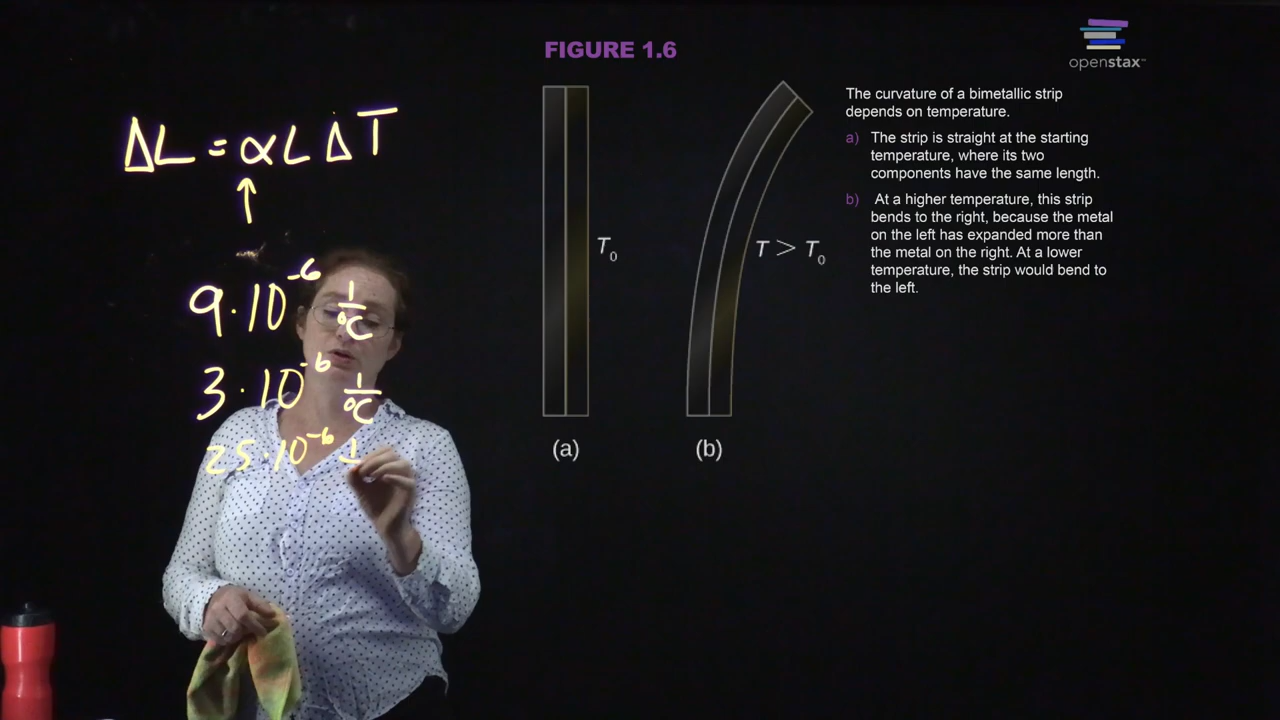 ΔL = αLΔT
↑
9·10⁻⁶ 1/°C
3·10⁻⁶ 1/°C
25·10⁻⁶ 1
FIGURE 1.6
T₀
T > T₀
(a)
(b)
openstax™
The curvature of a bimetallic strip
depends on temperature.
a) The strip is straight at the starting
temperature, where its two
components have the same length.
b) At a higher temperature, this strip
bends to the right, because the metal
on the left has expanded more than
the metal on the right. At a lower
temperature, the strip would bend to
the left.